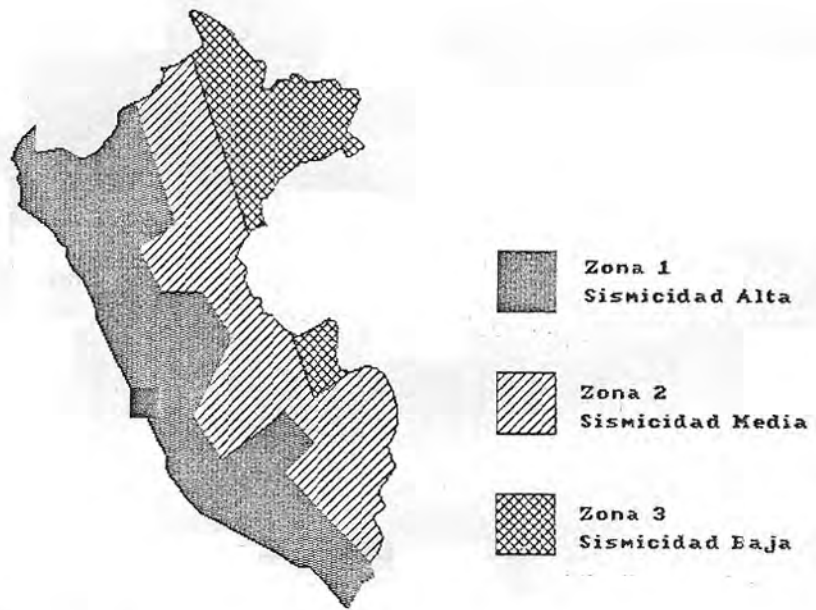 Zona 1
Sismicidad Alta
Zona 2
Sismicidad Media
Zona 3
Sismicidad Baja